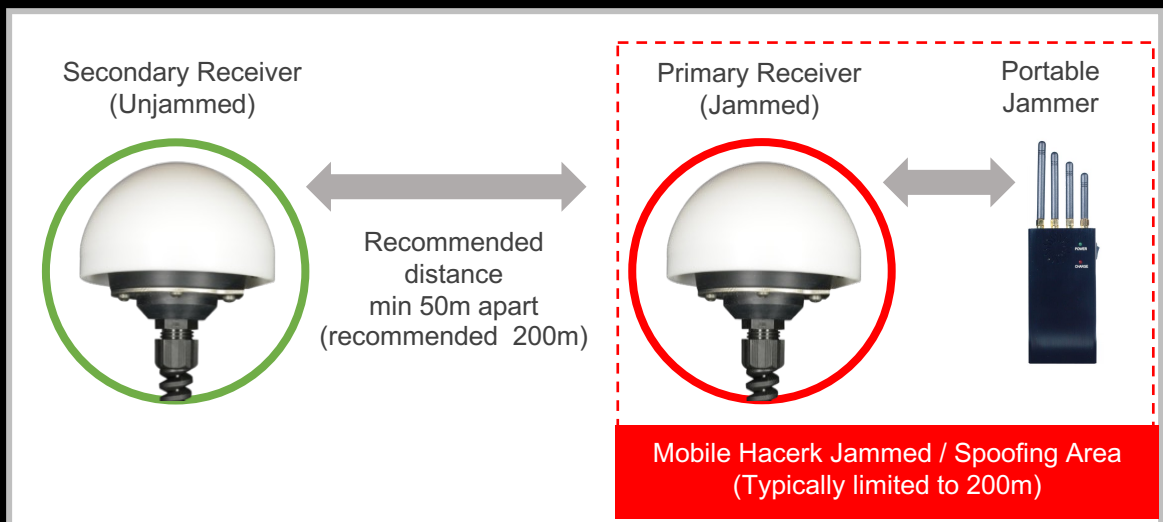 Secondary Receiver
(Unjammed)
Primary Receiver
(Jammed)
Portable
Jammer
Recommended
distance
min 50m apart
(recommended 200m)
POWER
CHARGE
Mobile Hacerk Jammed / Spoofing Area
(Typically limited to 200m)